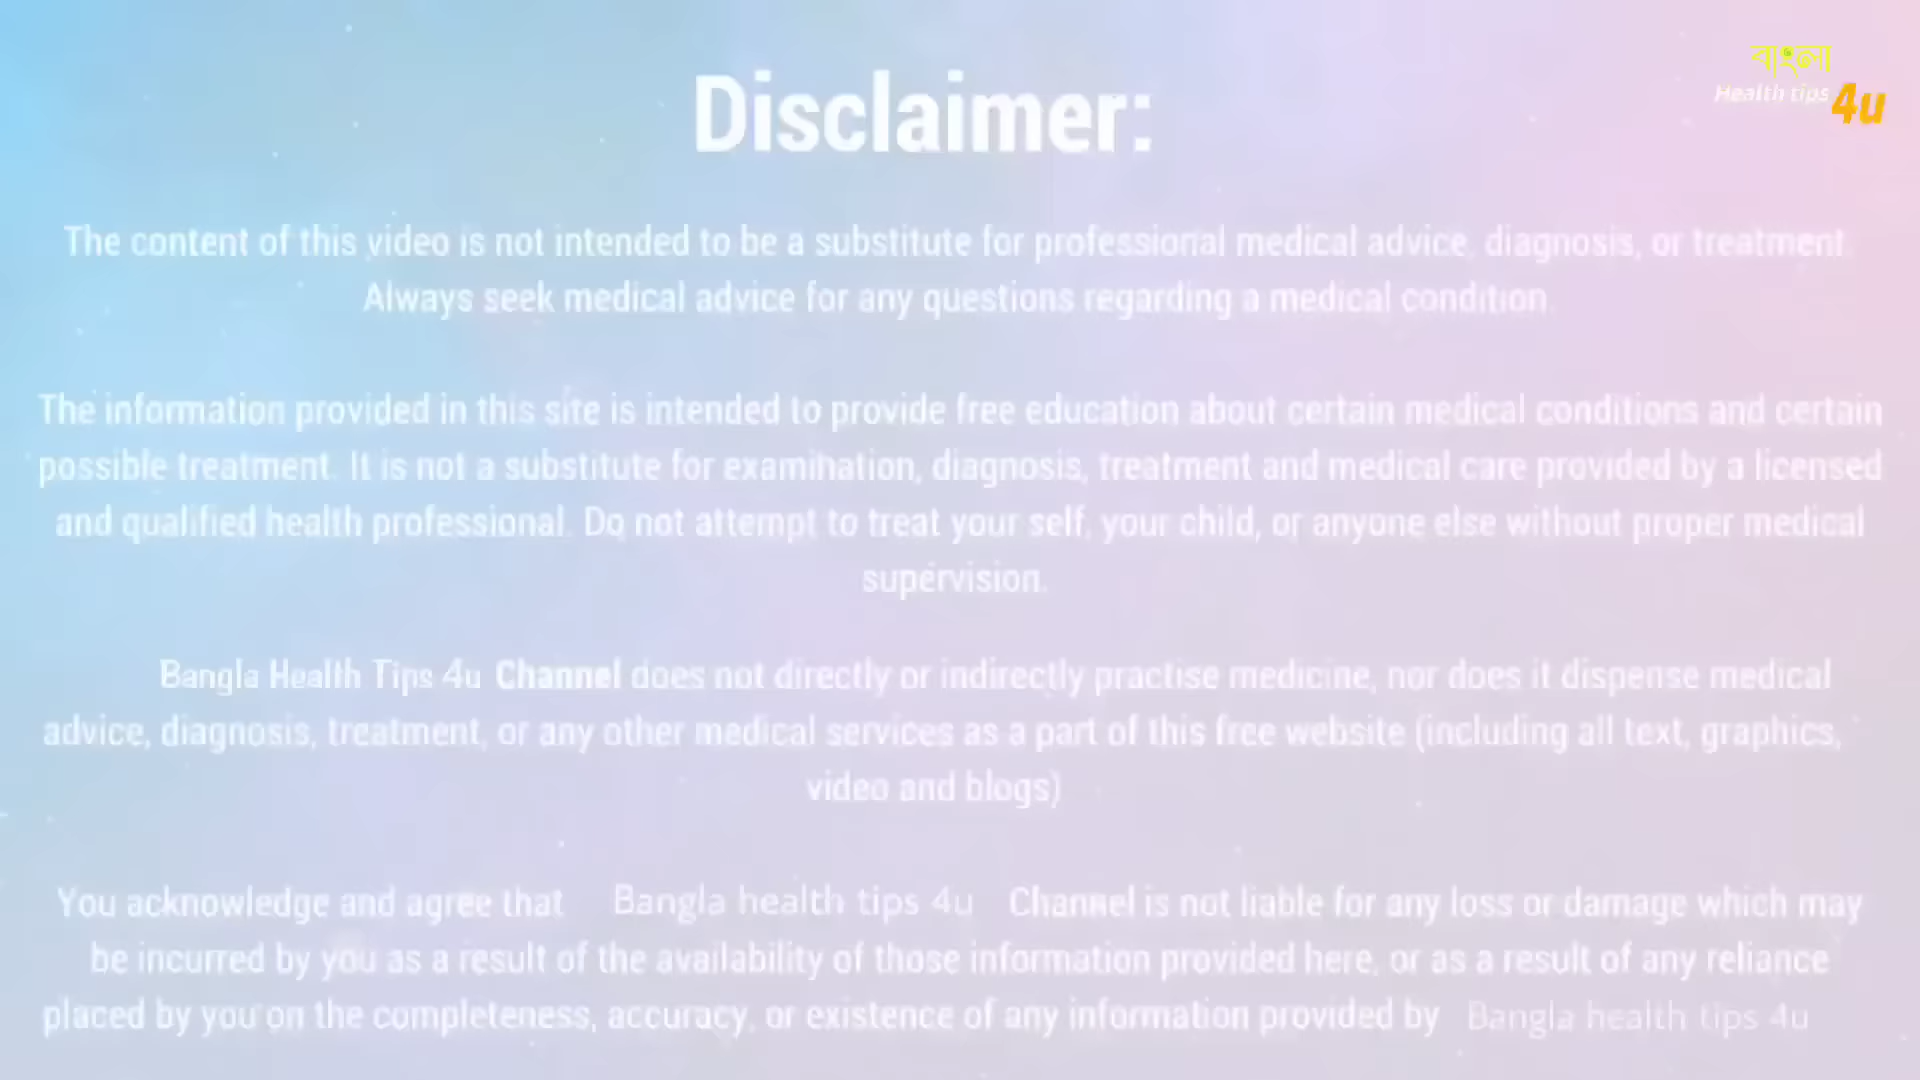 বাংলা
Health tips 4u
Disclaimer:
The content of this video is not intended to be a substitute for professional medical advice, diagnosis, or treatment.
Always seek medical advice for any questions regarding a medical condition.
The information provided in this site is intended to provide free education about certain medical conditions and certain
possible treatment. It is not a substitute for examination, diagnosis, treatment and medical care provided by a licensed
and qualified health professional. Do not attempt to treat your self, your child, or anyone else without proper medical
supervision.
Bangla Health Tips 4u Channel does not directly or indirectly practise medicine, nor does it dispense medical
advice, diagnosis, treatment, or any other medical services as a part of this free website (including all text, graphics,
video and blogs)
You acknowledge and agree that Bangla health tips 4u Channel is not liable for any loss or damage which may
be incurred by you as a result of the availability of those information provided here, or as a result of any reliance
placed by you on the completeness, accuracy, or existence of any information provided by Bangla health tips 4u